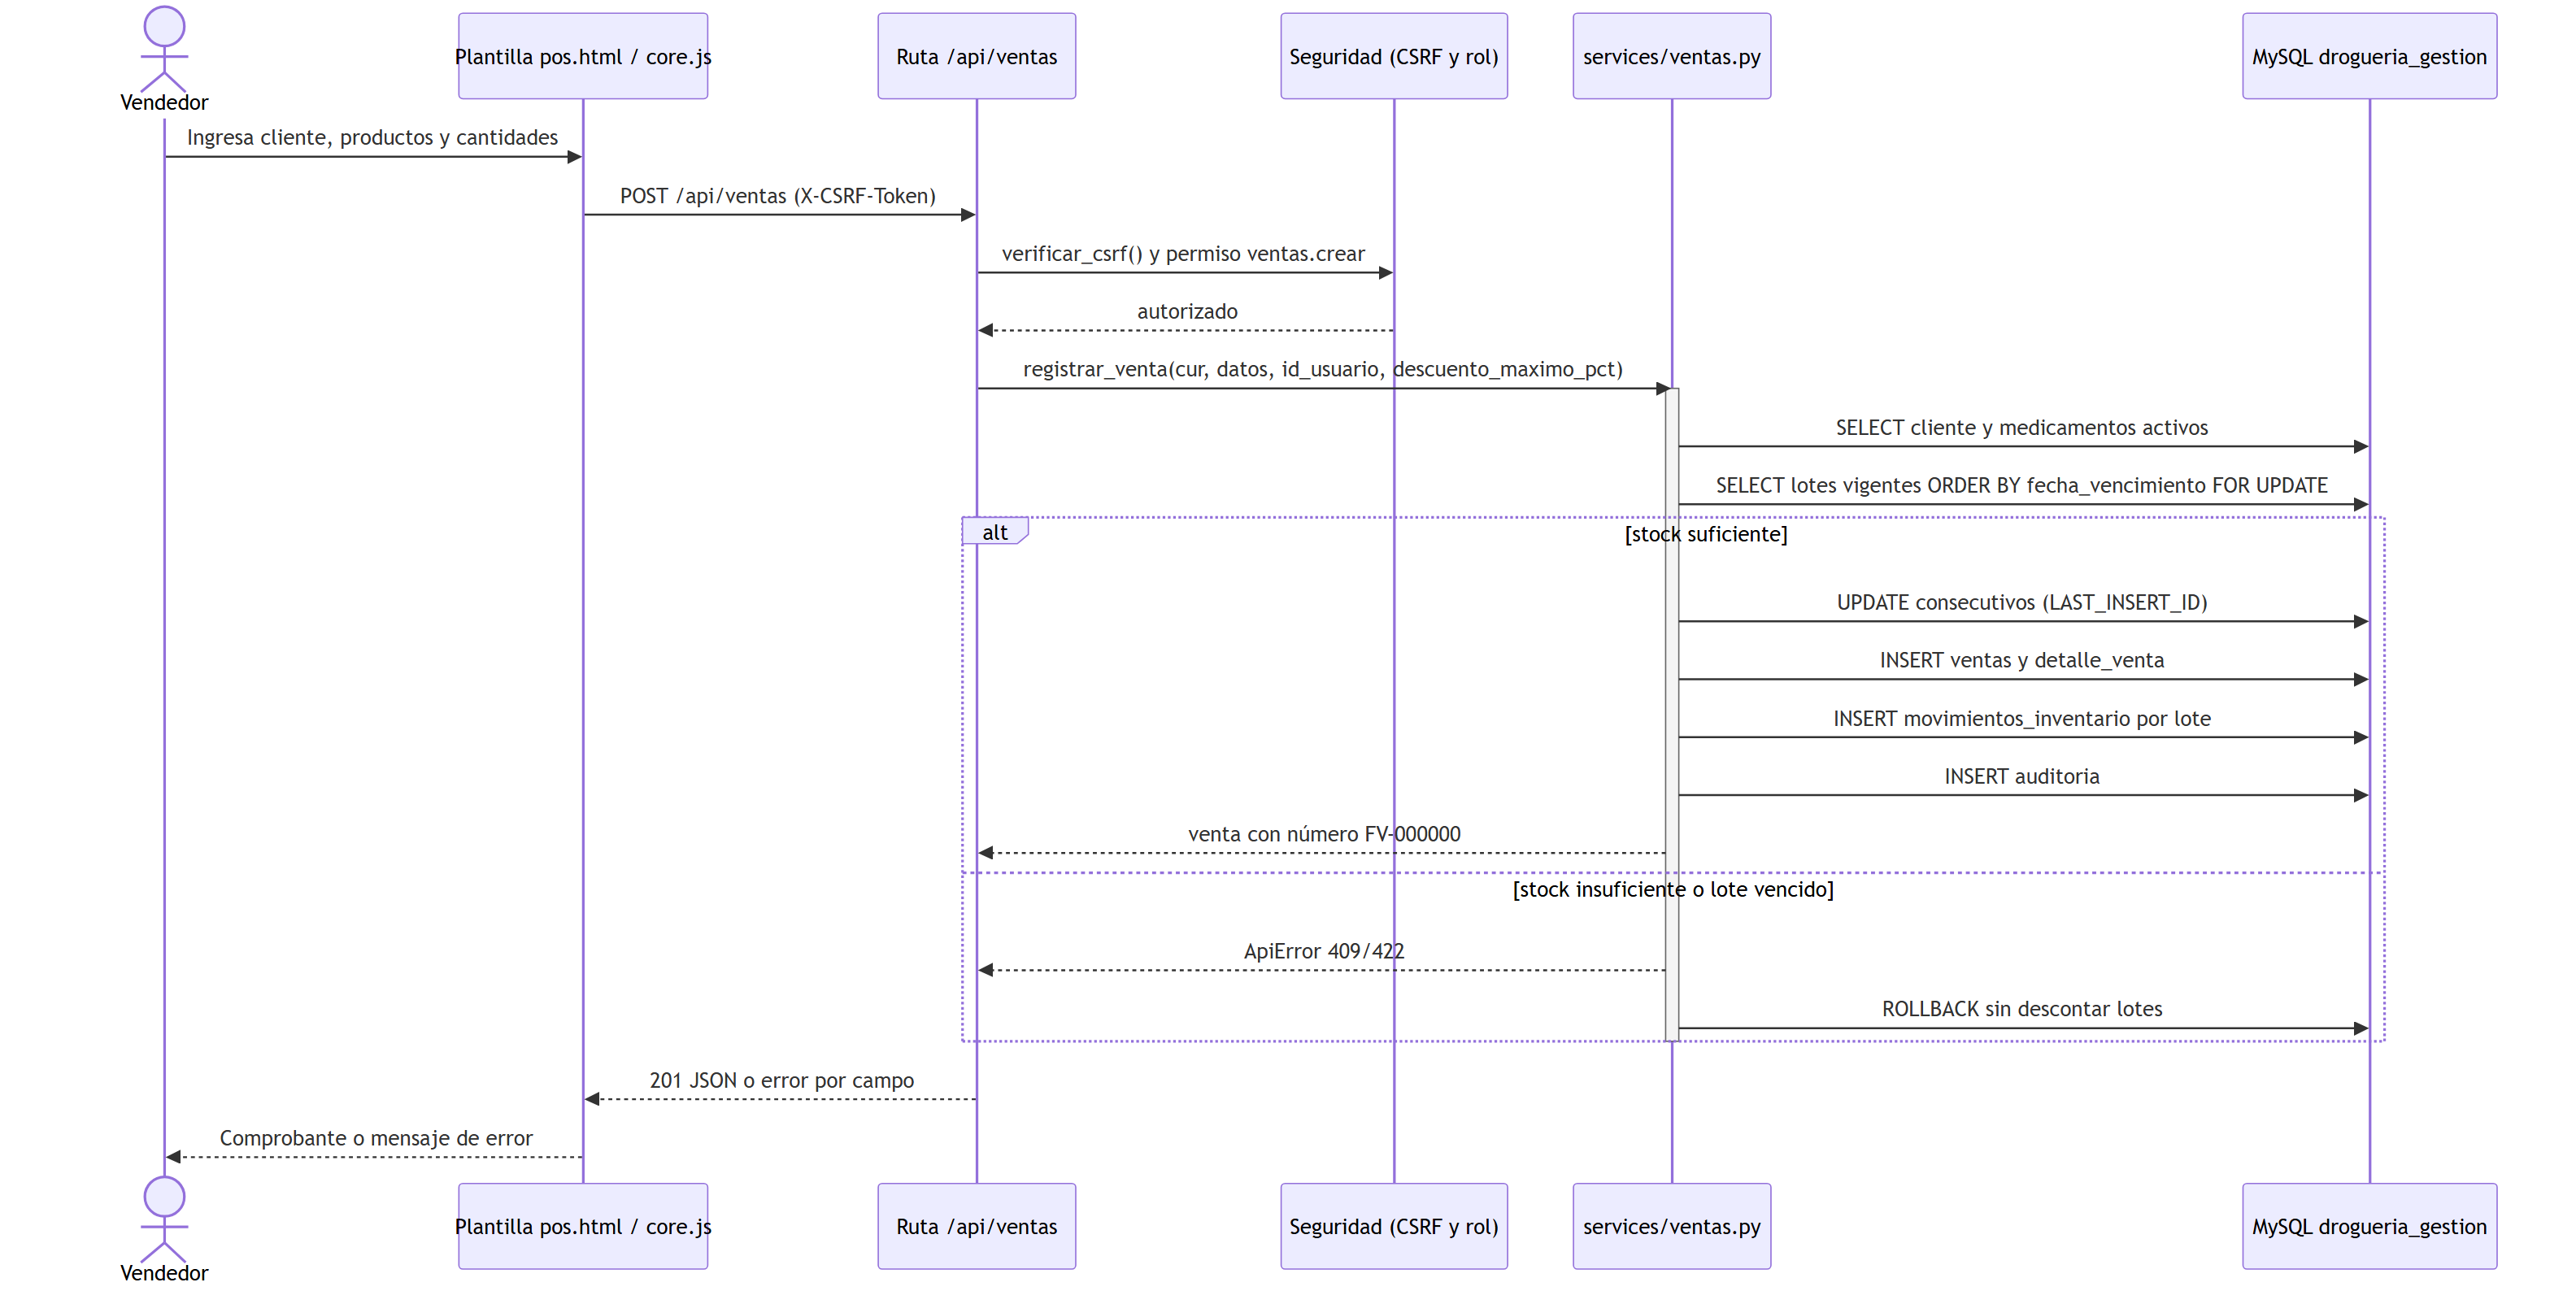 Vendedor
Plantilla pos.html / core.js
Ruta /api/ventas
Seguridad (CSRF y rol)
services/ventas.py
MySQL drogueria_gestion
Ingresa cliente, productos y cantidades
POST /api/ventas (X-CSRF-Token)
verificar_csrf() y permiso ventas.crear
autorizado
registrar_venta(cur, datos, id_usuario, descuento_maximo_pct)
SELECT cliente y medicamentos activos
SELECT lotes vigentes ORDER BY fecha_vencimiento FOR UPDATE
alt
[stock suficiente]
UPDATE consecutivos (LAST_INSERT_ID)
INSERT ventas y detalle_venta
INSERT movimientos_inventario por lote
INSERT auditoria
venta con número FV-000000
[stock insuficiente o lote vencido]
ApiError 409/422
ROLLBACK sin descontar lotes
201 JSON o error por campo
Comprobante o mensaje de error
Vendedor
Plantilla pos.html / core.js
Ruta /api/ventas
Seguridad (CSRF y rol)
services/ventas.py
MySQL drogueria_gestion